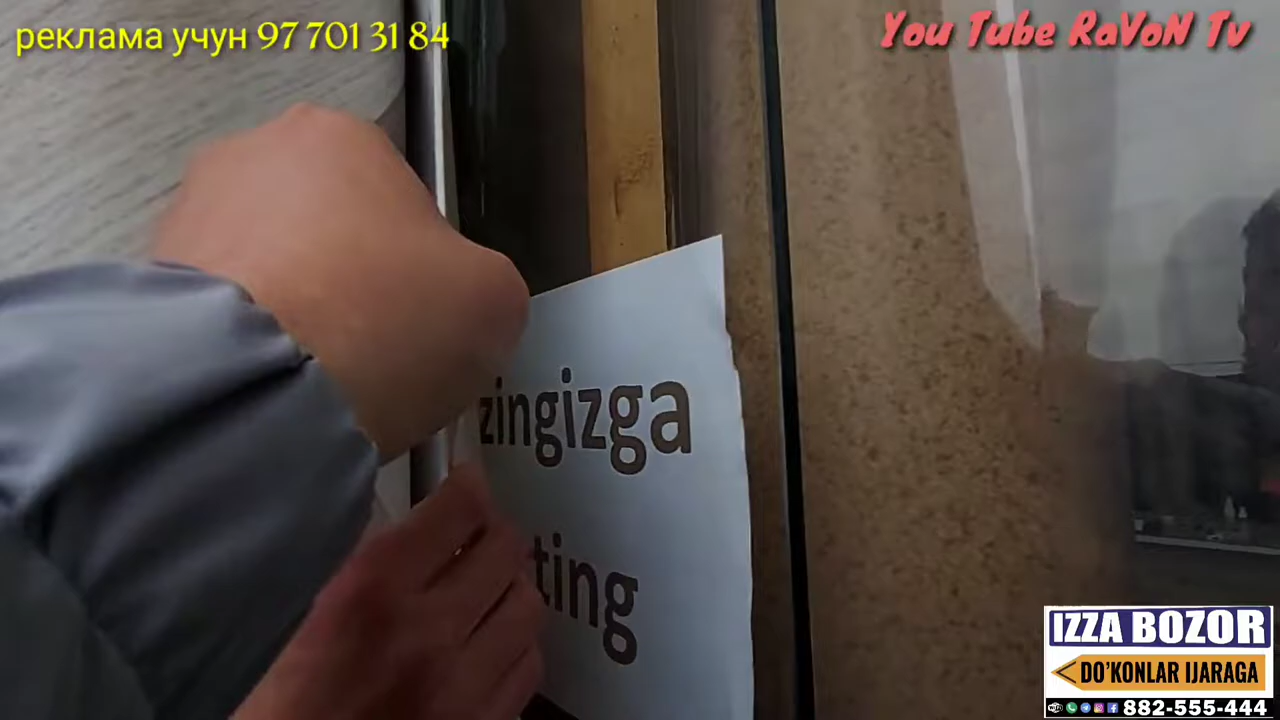 реклама учун 97 701 31 84
You Tube RaVoN Tv
zingizga
ting
IZZA BOZOR
DO'KONLAR IJARAGA
882-555-444